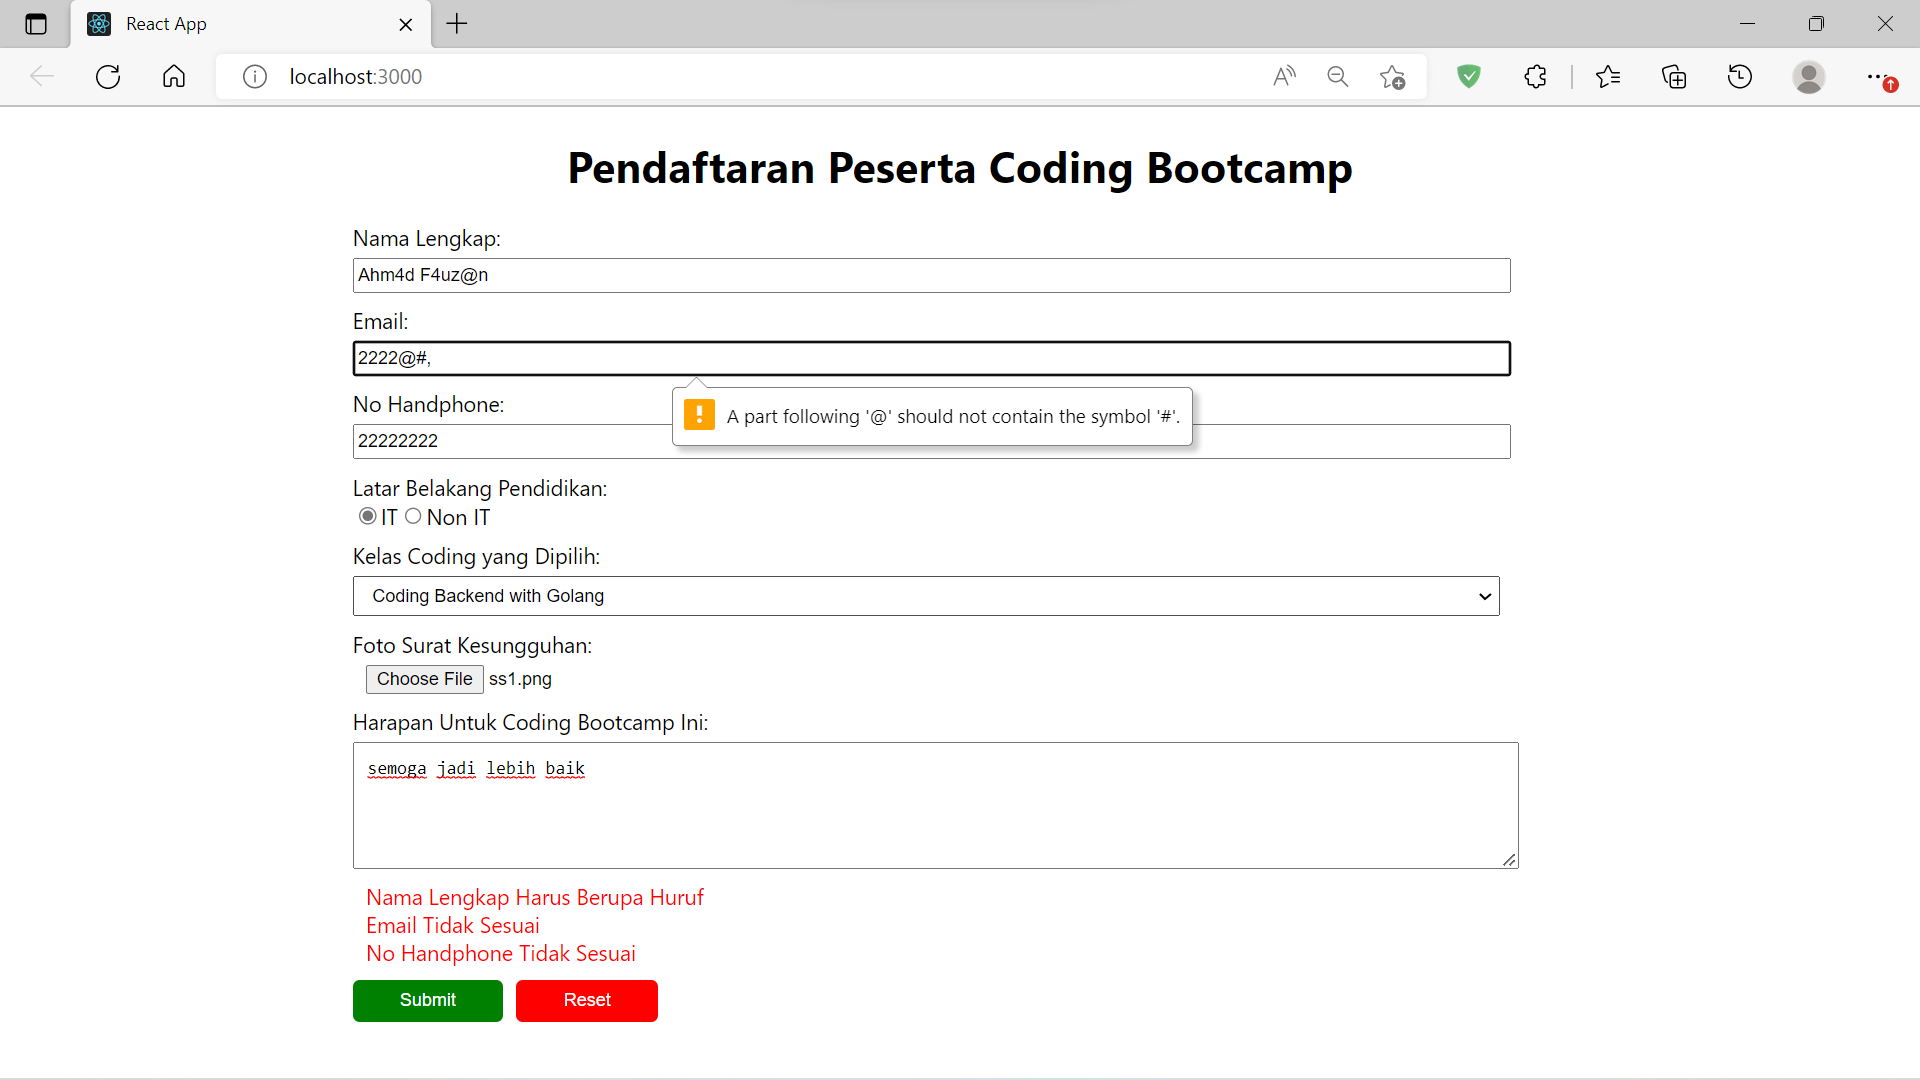 React App
localhost:3000
Pendaftaran Peserta Coding Bootcamp
Nama Lengkap:
Ahm4d F4uz@n
Email:
2222@#,
A part following '@' should not contain the symbol '#'.
No Handphone:
22222222
Latar Belakang Pendidikan:
IT Non IT
Kelas Coding yang Dipilih:
Coding Backend with Golang
Foto Surat Kesungguhan:
Choose File ss1.png
Harapan Untuk Coding Bootcamp Ini:
semoga jadi lebih baik
Nama Lengkap Harus Berupa Huruf
Email Tidak Sesuai
No Handphone Tidak Sesuai
Submit Reset